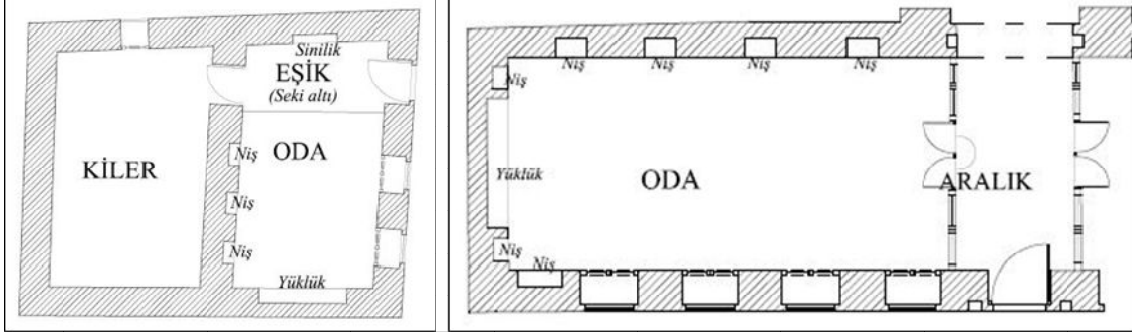 Sinilik
EŞİK
(Seki altı)
Niş
ODA
KİLER
Niş
Niş
Yüklük
Niş
Niş
Niş
Niş
Niş
Yüklük
ODA
ARALIK
Niş
Niş